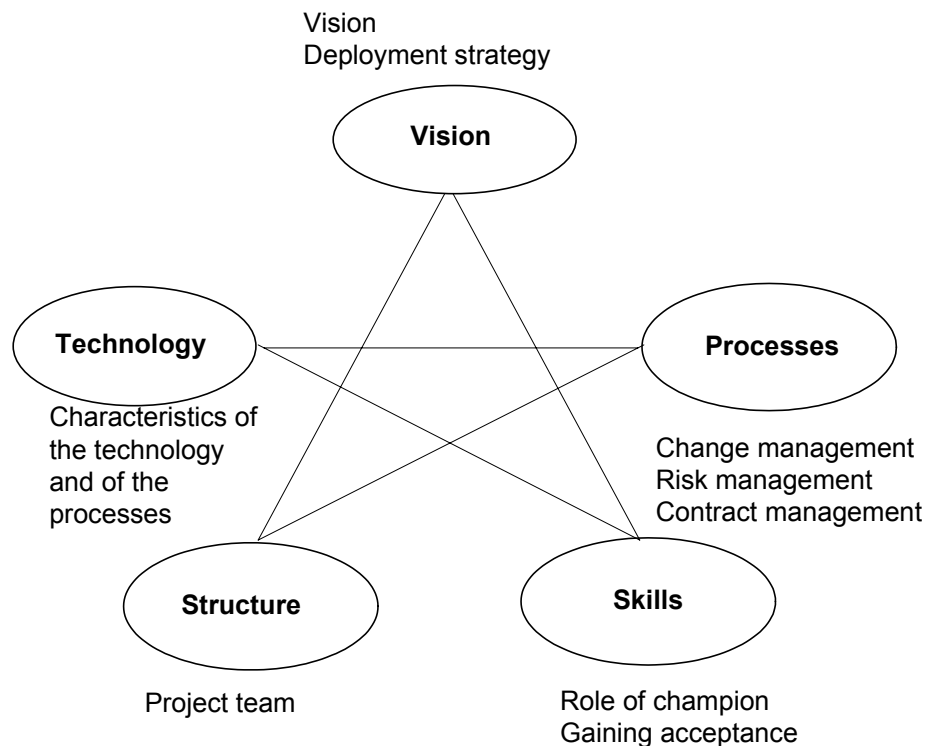 Vision
Deployment strategy
Vision
Technology
Processes
Characteristics of
the technology
and of the
processes
Change management
Risk management
Contract management
Structure
Skills
Project team
Role of champion
Gaining acceptance